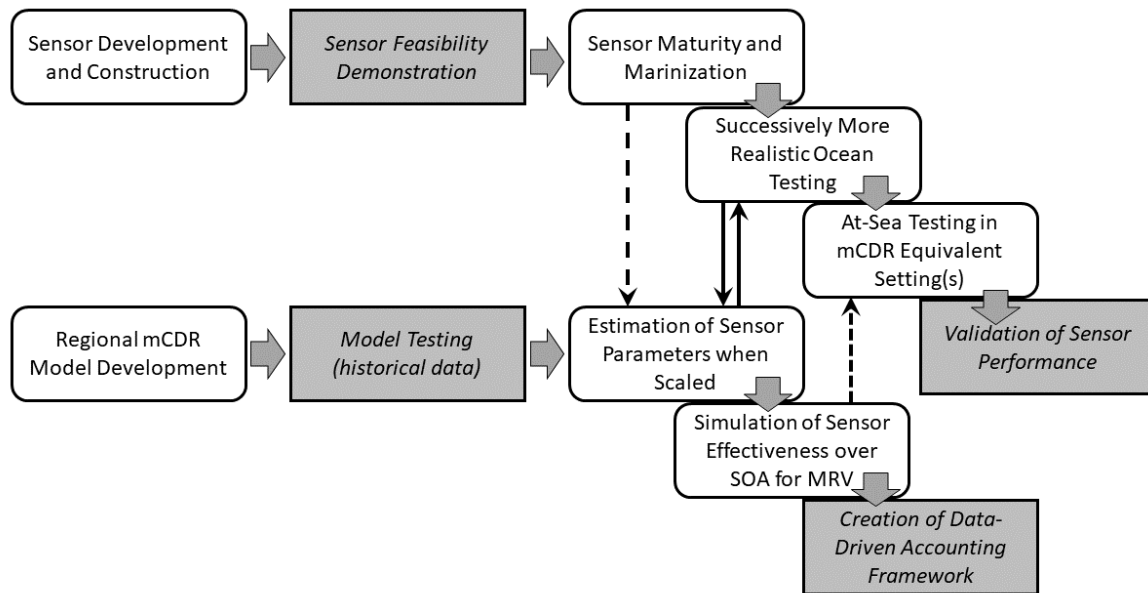 Sensor Development
and Construction
Sensor Feasibility
Demonstration
Sensor Maturity and
Marinization
Successively More
Realistic Ocean
Testing
At-Sea Testing in
mCDR Equivalent
Setting(s)
Validation of Sensor
Performance
Regional mCDR
Model Development
Model Testing
(historical data)
Estimation of Sensor
Parameters when
Scaled
Simulation of Sensor
Effectiveness over
SOA for MRV
Creation of Data-
Driven Accounting
Framework